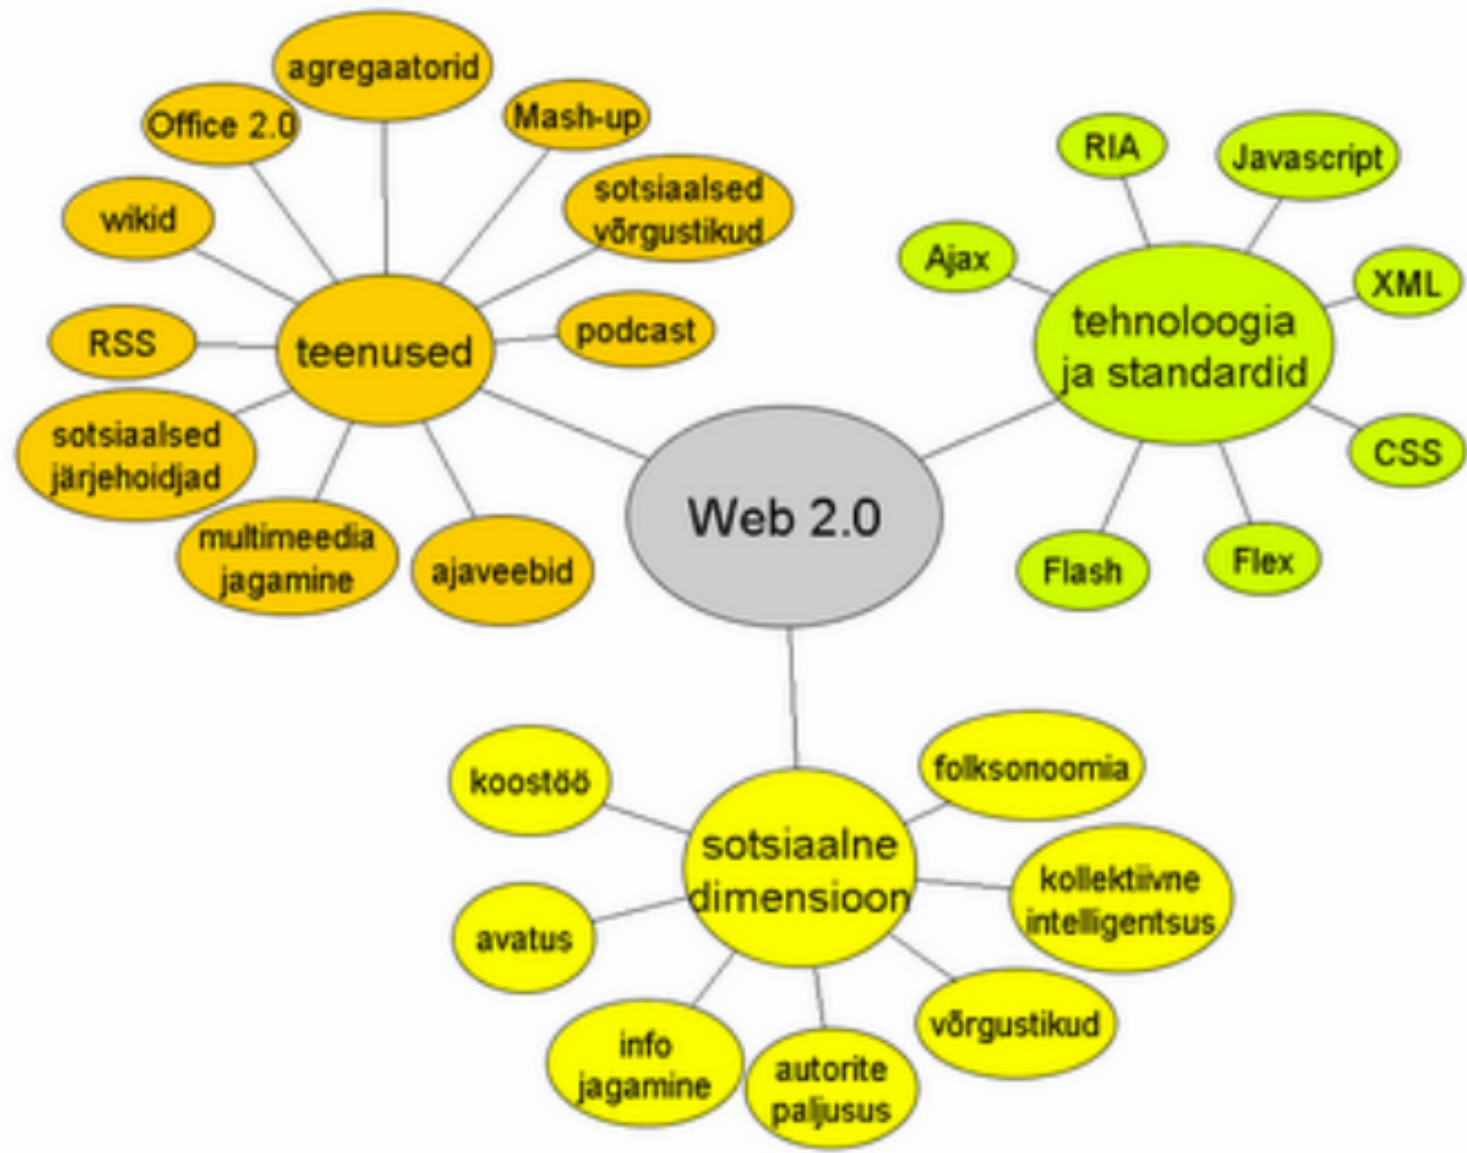 agregaatorid
Office 2.0
Mash-up
sotsiaalsed
võrgustikud
wikid
RSS
teenused
podcast
sotsiaalsed
järjehoidjad
multimeedia
jagamine
ajaveebid
RIA
Javascript
Ajax
XML
tehnoloogia
ja standardid
CSS
Flash
Flex
Web 2.0
koostöö
folksonoomia
sotsiaalne
dimensioon
kollektiivne
intelligentsus
avatus
võrgustikud
info
jagamine
autorite
paljusus